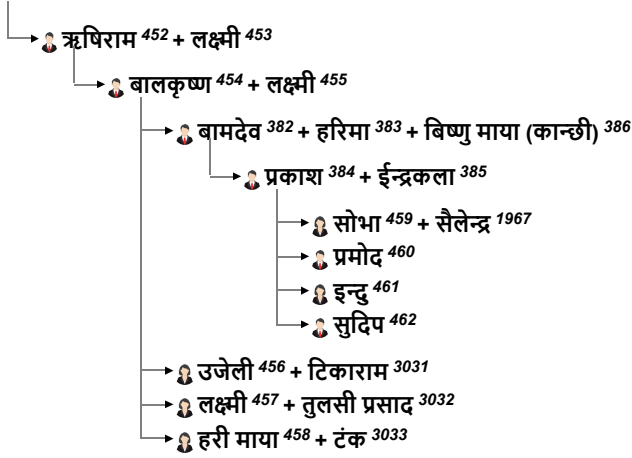 ऋषिराम 452 + लक्ष्मी 453
बालकृष्ण 454 + लक्ष्मी 455
बामदेव 382 + हरिमा 383 + बिष्णु माया (कान्छी) 386
प्रकाश 384 + ईन्द्रकला 385
सोभा 459 + सैलेन्द्र 1967
प्रमोद 460
इन्दु 461
सुदिप 462
उजेली 456 + टिकाराम 3031
लक्ष्मी 457 + तुलसी प्रसाद 3032
हरी माया 458 + टंक 3033